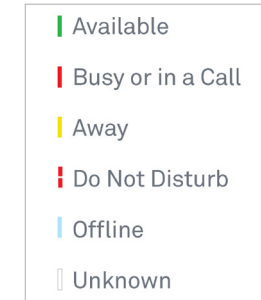 Available
Busy or in a Call
Away
Do Not Disturb
Offline
Unknown